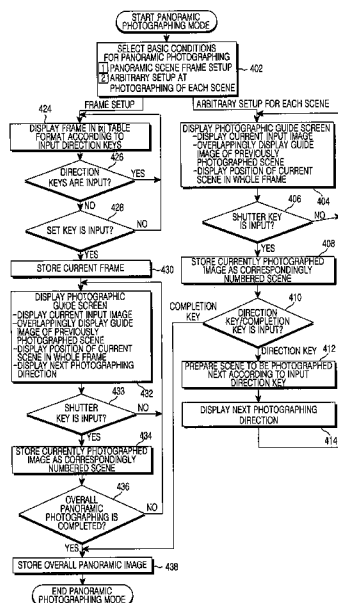 START PANORAMIC
PHOTOGRAPHING MODE
SELECT BASIC CONDITIONS
FOR PANORAMIC PHOTOGRAPHING
1 PANORAMIC SCENE FRAME SETUP
2 ARBITRARY SETUP AT
PHOTOGRAPHING OF EACH SCENE
402
FRAME SETUP
ARBITRARY SETUP FOR EACH SCENE
424
DISPLAY FRAME IN ixj TABLE
FORMAT ACCORDING TO
INPUT DIRECTION KEYS
426
DIRECTION
KEYS ARE INPUT?
YES
NO
428
SET KEY IS INPUT?
NO
YES
STORE CURRENT FRAME
430
DISPLAY PHOTOGRAPHIC
GUIDE SCREEN
-DISPLAY CURRENT INPUT IMAGE
-OVERLAPPINGLY DISPLAY GUIDE
IMAGE OF PREVIOUSLY
PHOTOGRAPHED SCENE
-DISPLAY POSITION OF CURRENT
SCENE IN WHOLE FRAME
-DISPLAY NEXT PHOTOGRAPHING
DIRECTION
432
433
SHUTTER
KEY IS INPUT?
NO
YES
434
STORE CURRENTLY PHOTOGRAPHED
IMAGE AS CORRESPONDINGLY
NUMBERED SCENE
436
OVERALL
PANORAMIC
PHOTOGRAPHING IS
COMPLETED?
NO
YES
STORE OVERALL PANORAMIC IMAGE
438
END PANORAMIC
PHOTOGRAPHING MODE
DISPLAY PHOTOGRAPHIC GUIDE SCREEN
-DISPLAY CURRENT INPUT IMAGE
-OVERLAPPINGLY DISPLAY GUIDE
IMAGE OF PREVIOUSLY
PHOTOGRAPHED SCENE
-DISPLAY POSITION OF CURRENT
SCENE IN WHOLE FRAME
404
406
SHUTTER KEY
IS INPUT?
NO
YES
408
STORE CURRENTLY PHOTOGRAPHED
IMAGE AS CORRESPONDINGLY
NUMBERED SCENE
410
COMPLETION
KEY
DIRECTION
KEY/COMPLETION
KEY IS INPUT?
DIRECTION KEY
412
PREPARE SCENE TO BE PHOTOGRAPHED
NEXT ACCORDING TO INPUT
DIRECTION KEY
DISPLAY NEXT PHOTOGRAPHING
DIRECTION
414